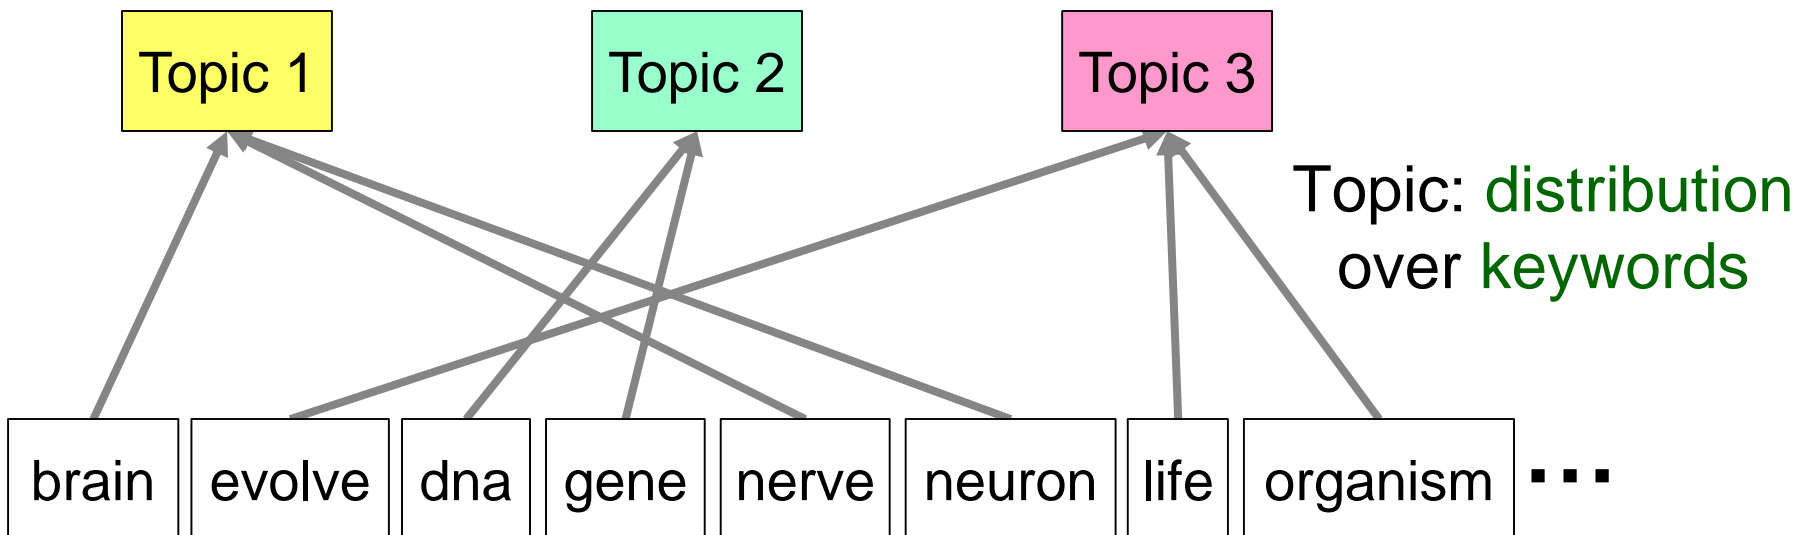 Topic 1
Topic 2
Topic 3
Topic: distribution
over keywords
brain
evolve
dna
gene
nerve
neuron
life
organism
...